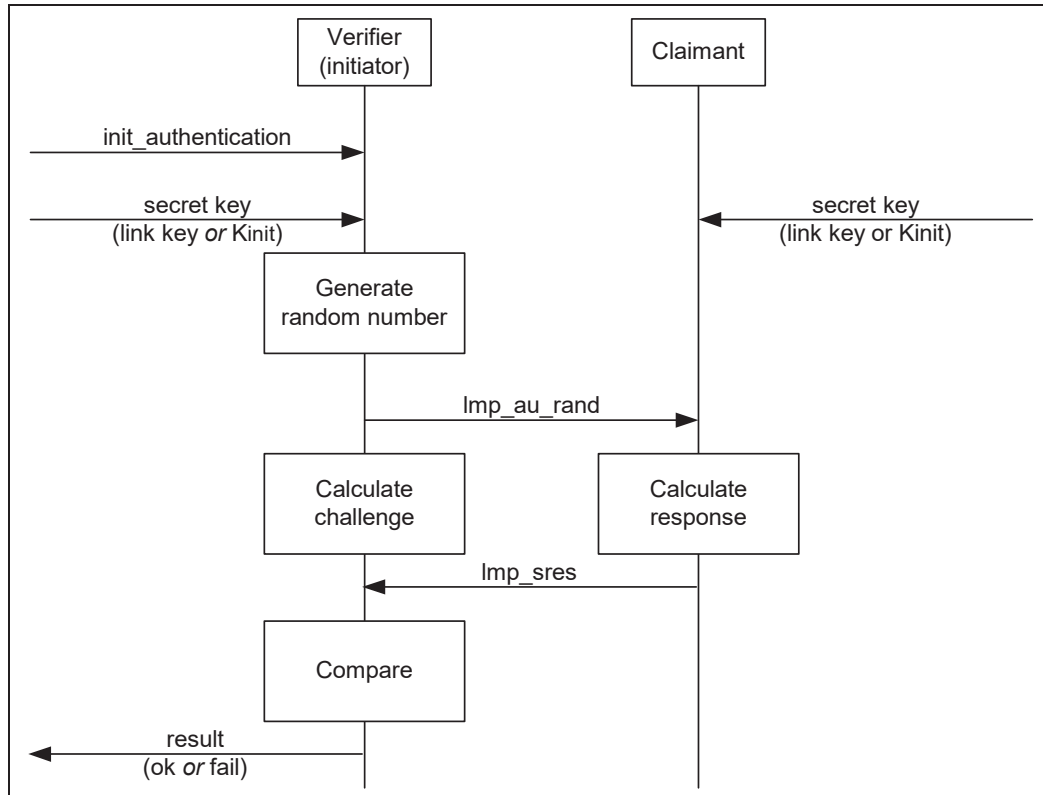 Verifier
(initiator)
Claimant
init_authentication
secret key
(link key or Kinit)
secret key
(link key or Kinit)
Generate
random number
lmp_au_rand
Calculate
challenge
Calculate
response
lmp_sres
Compare
result
(ok or fail)